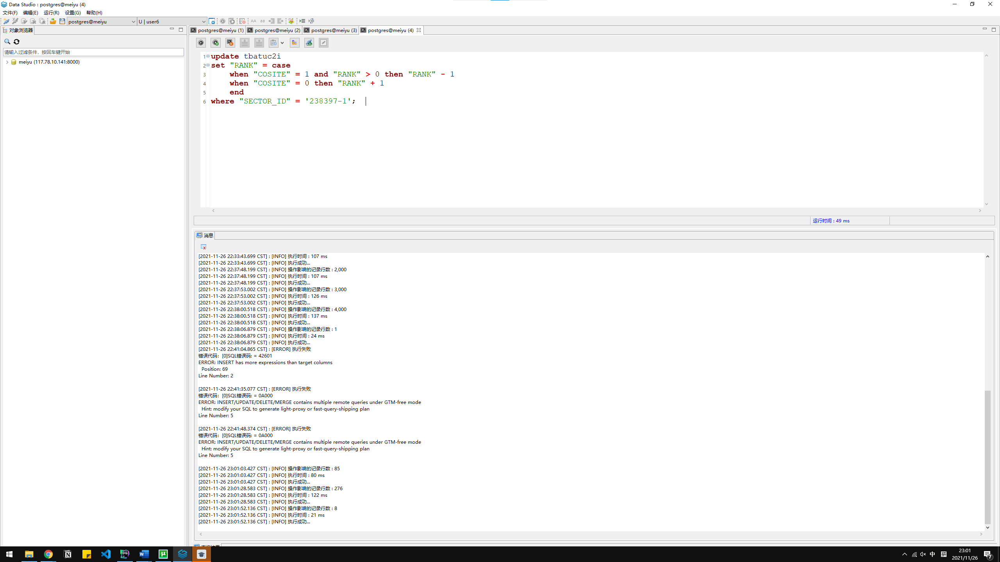 Data Studio : postgres@meiyu (4)
文件(F) 编辑(E) 运行(R) 设置(G) 帮助(H)
postgres@meiyu U | user6
对象浏览器
请输入过滤条件，按回车键开始
meiyu (117.78.10.141:8000)
postgres@meiyu (1) postgres@meiyu (2) postgres@meiyu (3) postgres@meiyu (4)
1 update tbatuc2i
2 set "RANK" = case
3 when "COSITE" = 1 and "RANK" > 0 then "RANK" - 1
4 when "COSITE" = 0 then "RANK" + 1
5 end
6 where "SECTOR_ID" = '238397-1';
运行时间 : 49 ms
消息
[2021-11-26 22:33:43.699 CST] : [INFO] 执行时间 : 107 ms
[2021-11-26 22:33:43.699 CST] : [INFO] 执行成功...
[2021-11-26 22:37:48.199 CST] : [INFO] 操作影响的记录行数 : 2,000
[2021-11-26 22:37:48.199 CST] : [INFO] 执行时间 : 107 ms
[2021-11-26 22:37:48.199 CST] : [INFO] 执行成功...
[2021-11-26 22:37:53.002 CST] : [INFO] 操作影响的记录行数 : 3,000
[2021-11-26 22:37:53.002 CST] : [INFO] 执行时间 : 126 ms
[2021-11-26 22:37:53.002 CST] : [INFO] 执行成功...
[2021-11-26 22:38:00.518 CST] : [INFO] 操作影响的记录行数 : 4,000
[2021-11-26 22:38:00.518 CST] : [INFO] 执行时间 : 137 ms
[2021-11-26 22:38:00.518 CST] : [INFO] 执行成功...
[2021-11-26 22:38:06.879 CST] : [INFO] 操作影响的记录行数 : 1
[2021-11-26 22:38:06.879 CST] : [INFO] 执行时间 : 24 ms
[2021-11-26 22:38:06.879 CST] : [INFO] 执行成功...
[2021-11-26 22:41:04.865 CST] : [ERROR] 执行失败
错误代码：[0]SQL错误码: = 42601
ERROR: INSERT has more expressions than target columns
Position: 69
Line Number: 2
[2021-11-26 22:41:35.077 CST] : [ERROR] 执行失败
错误代码：[0]SQL错误码: = 0A000
ERROR: INSERT/UPDATE/DELETE/MERGE contains multiple remote queries under GTM-free mode
Hint: modify your SQL to generate light-proxy or fast-query-shipping plan
Line Number: 5
[2021-11-26 22:41:48.374 CST] : [ERROR] 执行失败
错误代码：[0]SQL错误码: = 0A000
ERROR: INSERT/UPDATE/DELETE/MERGE contains multiple remote queries under GTM-free mode
Hint: modify your SQL to generate light-proxy or fast-query-shipping plan
Line Number: 5
[2021-11-26 23:01:03.427 CST] : [INFO] 操作影响的记录行数 : 85
[2021-11-26 23:01:03.427 CST] : [INFO] 执行时间 : 80 ms
[2021-11-26 23:01:03.427 CST] : [INFO] 执行成功...
[2021-11-26 23:01:28.583 CST] : [INFO] 操作影响的记录行数 : 276
[2021-11-26 23:01:28.583 CST] : [INFO] 执行时间 : 122 ms
[2021-11-26 23:01:28.583 CST] : [INFO] 执行成功...
[2021-11-26 23:01:52.136 CST] : [INFO] 操作影响的记录行数 : 8
[2021-11-26 23:01:52.136 CST] : [INFO] 执行时间 : 21 ms
[2021-11-26 23:01:52.136 CST] : [INFO] 执行成功...
中 拼 23:01
2021/11/26
7